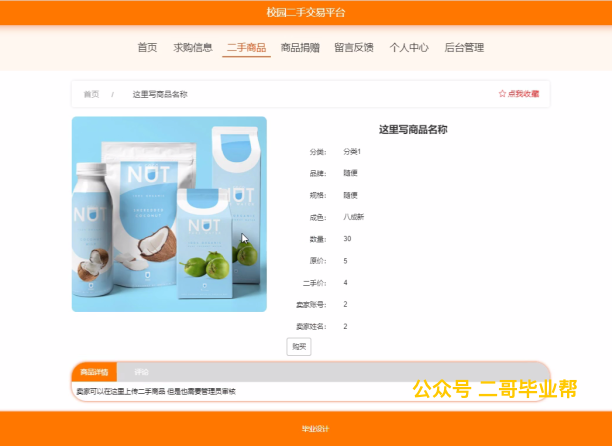 校园二手交易平台
首页 求购信息 二手商品 商品捐赠 留言反馈 个人中心 后台管理
首页 / 这里写商品名称 ☆ 点我收藏
这里写商品名称
分类： 分类1
品牌： 随便
规格： 随便
成色： 八成新
数量： 30
原价： 5
二手价： 4
卖家账号： 2
卖家姓名： 2
购买
NUT
NUT
NUT
NUT
COCONUT
商品详情 评论
卖家可以在这里上传二手商品 但是也需要管理员审核
公众号 二哥毕业帮
毕业设计